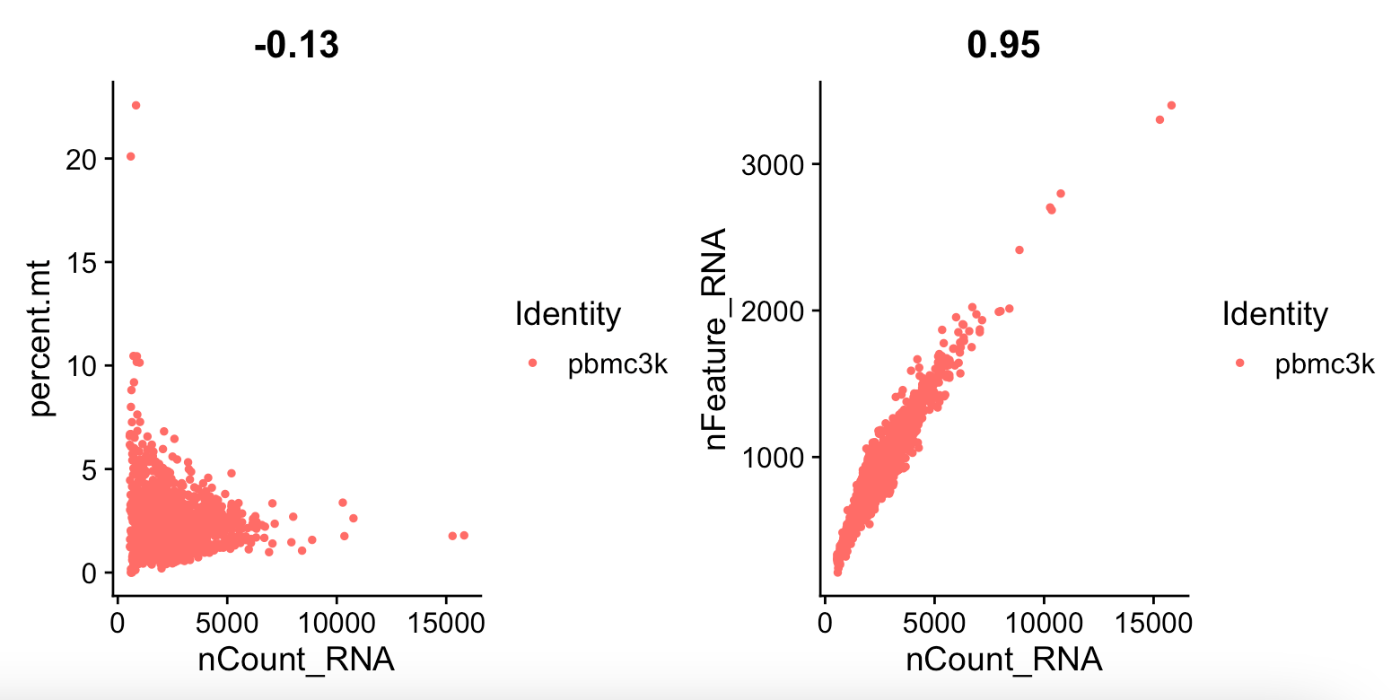 -0.13
percent.mt
20
15
10
5
0
0 5000 10000 15000
nCount_RNA
Identity
pbmc3k
0.95
nFeature_RNA
3000
2000
1000
0 5000 10000 15000
nCount_RNA
Identity
pbmc3k